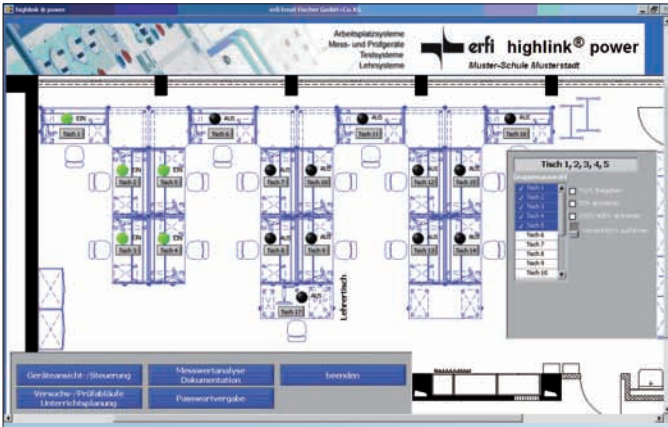 highlink & power
erfi Ernst Fischer GmbH+Co.KG
Arbeitsplatzsysteme
Mess- und Prüfgeräte
Testsysteme
Lehrsysteme
erfi highlink® power
Muster-Schule Musterstadt
EIN
Tisch 1
AUS
Tisch 6
AUS
Tisch 11
AUS
Tisch 16
EIN
Tisch 2
EIN
Tisch 5
AUS
Tisch 7
AUS
Tisch 10
AUS
Tisch 12
AUS
Tisch 15
EIN
Tisch 3
EIN
Tisch 4
AUS
Tisch 8
AUS
Tisch 9
AUS
Tisch 13
AUS
Tisch 14
AUS
Tisch 17
Lehrertisch
Tisch 1, 2, 3, 4, 5
Gruppenauswahl
Tisch 1
Tisch 2
Tisch 3
Tisch 4
Tisch 5
Tisch 6
Tisch 7
Tisch 8
Tisch 9
Tisch 10
Geräteansicht-/Steuerung
Messwertanalyse
Dokumentation
beenden
Versuchs-/Prüfabläufe
Unterrichtsplanung
Passwortvergabe